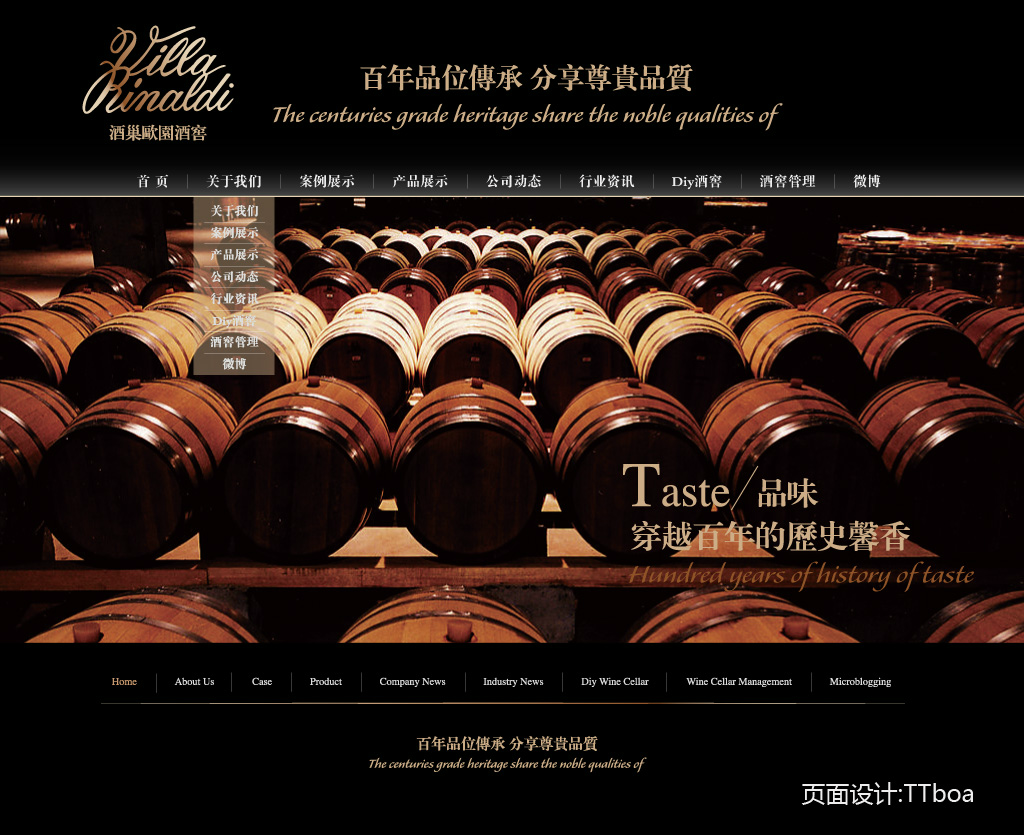 Villa
Rinaldi
酒巢歐園酒窖
百年品位傳承 分享尊貴品質
The centuries grade heritage share the noble qualities of
首 页 关于我们 案例展示 产品展示 公司动态 行业资讯 Diy酒窖 酒窖管理 微博
关于我们
案例展示
产品展示
公司动态
行业资讯
Diy酒窖
酒窖管理
微博
Taste/品味
穿越百年的歷史馨香
Hundred years of history of taste
Home About Us Case Product Company News Industry News Diy Wine Cellar Wine Cellar Management Microblogging
百年品位傳承 分享尊貴品質
The centuries grade heritage share the noble qualities of
页面设计:TTboa